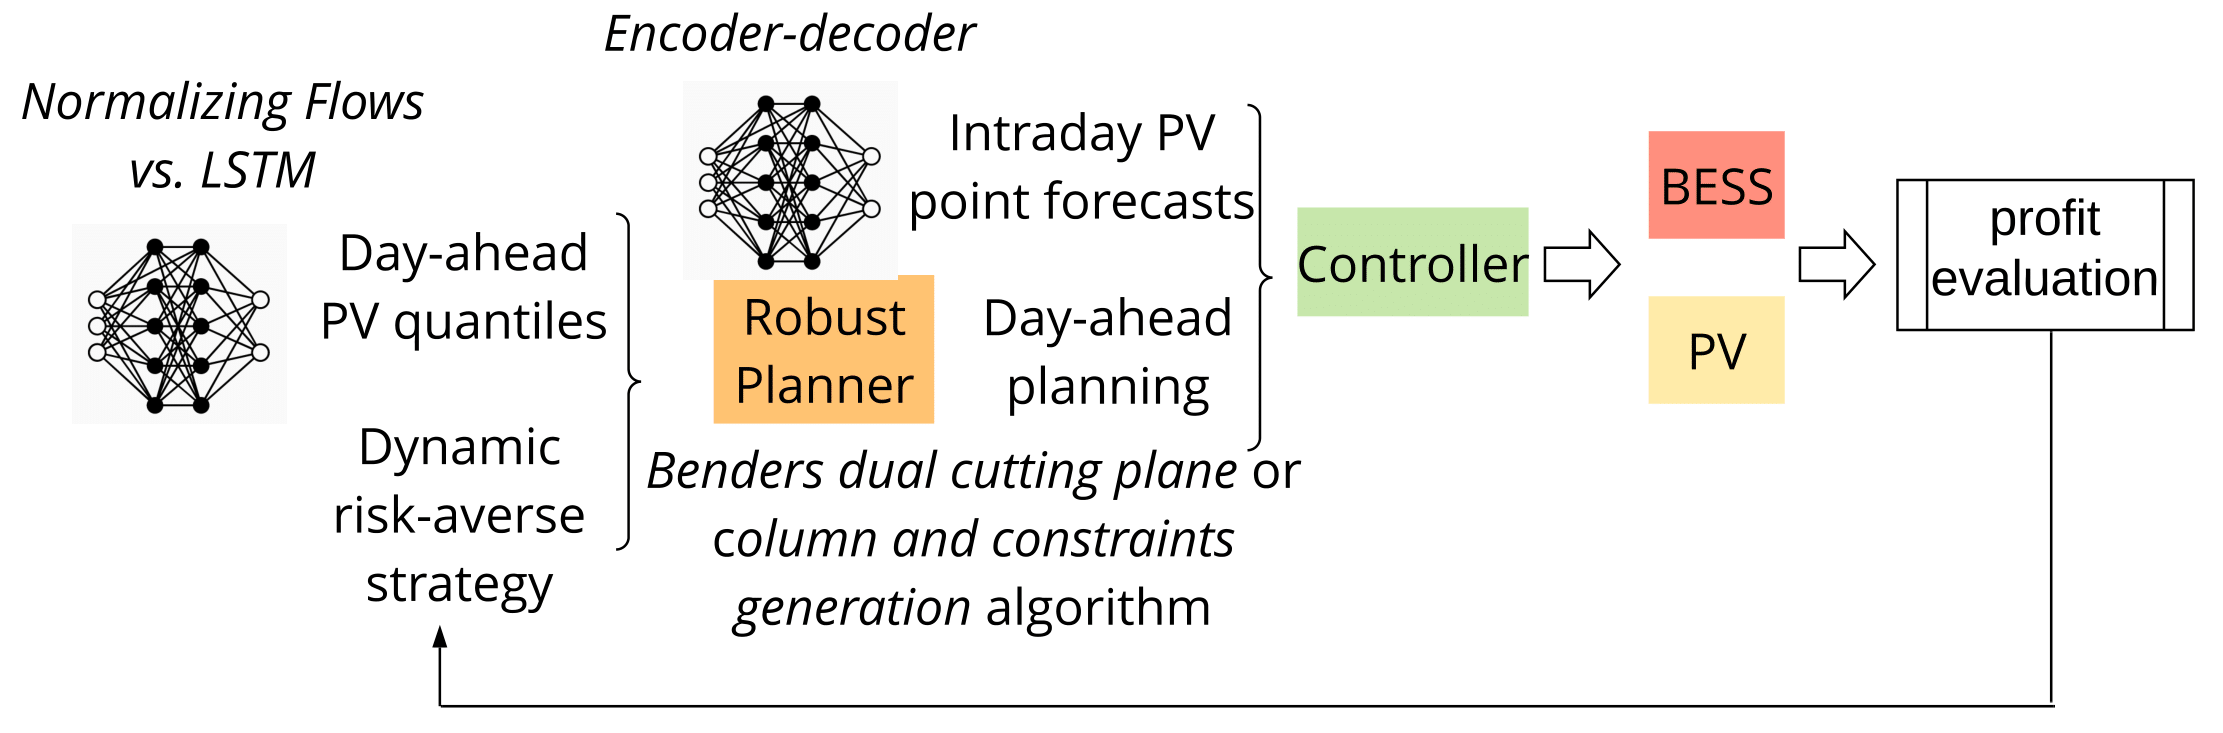 Normalizing Flows
vs. LSTM
Day-ahead
PV quantiles
Dynamic
risk-averse
strategy
Encoder-decoder
Robust
Planner
Benders dual cutting plane or
column and constraints
generation algorithm
Intraday PV
point forecasts
Day-ahead
planning
Controller
BESS
PV
profit
evaluation